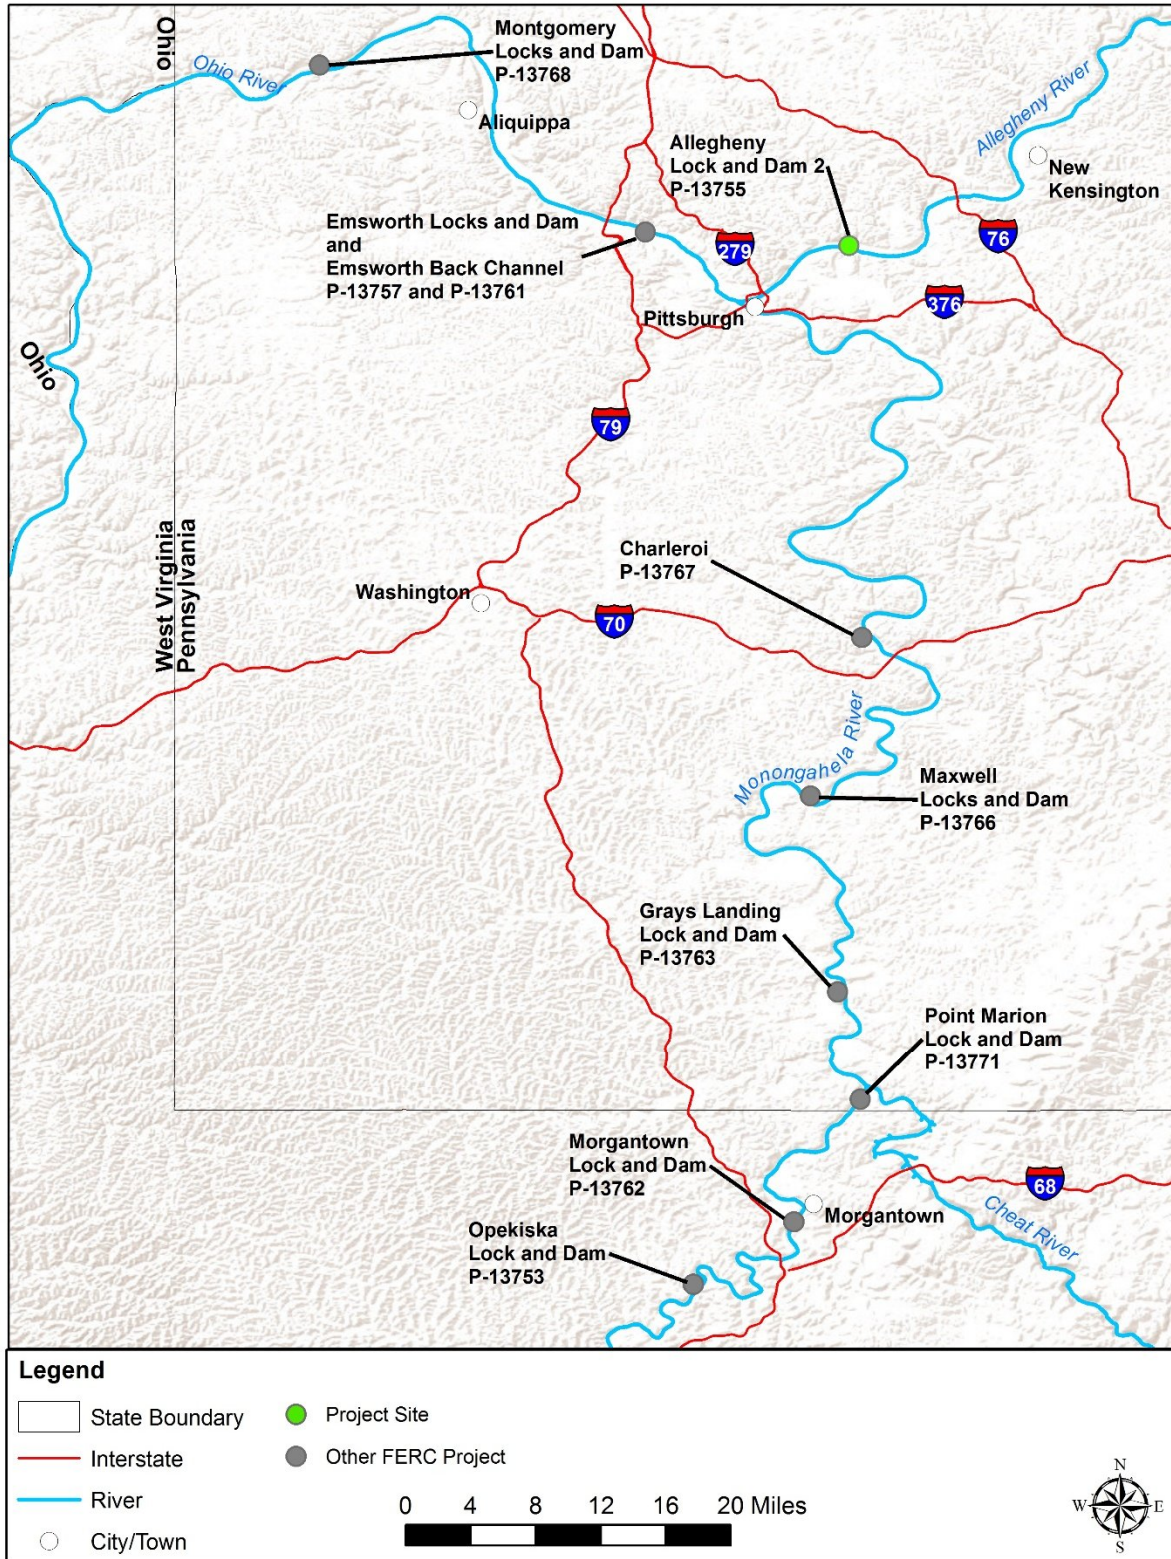 Ohio
Montgomery
Locks and Dam
P-13768
Ohio River
Aliquippa
Allegheny River
Allegheny
Lock and Dam 2
P-13755
New
Kensington
Emsworth Locks and Dam
and
Emsworth Back Channel
P-13757 and P-13761
279
76
376
Pittsburgh
Ohio
79
West Virginia
Pennsylvania
Charleroi
P-13767
Washington
70
Monongahela River
Maxwell
Locks and Dam
P-13766
Grays Landing
Lock and Dam
P-13763
Point Marion
Lock and Dam
P-13771
Morgantown
Lock and Dam
P-13762
68
Morgantown
Cheat River
Opekiska
Lock and Dam
P-13753
Legend
State Boundary
Project Site
Interstate
Other FERC Project
River
City/Town
0 4 8 12 16 20 Miles
N
W E
S